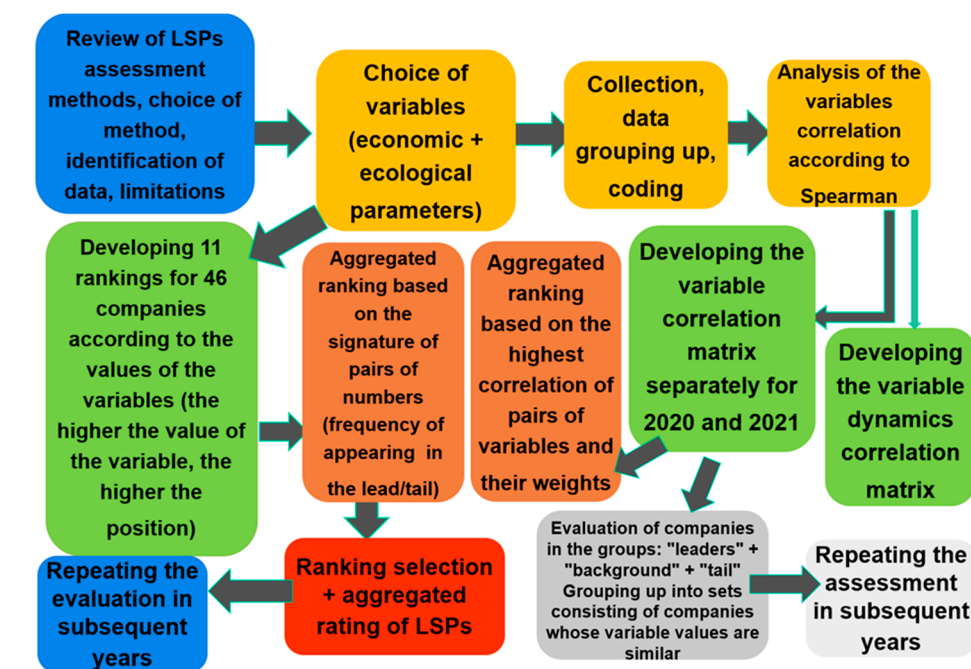 Review of LSPs
assessment
methods, choice of
method,
identification of
data, limitations
Choice of
variables
(economic +
ecological
parameters)
Collection,
data
grouping up,
coding
Analysis of the
variables
correlation
according to
Spearman
Developing 11
rankings for 46
companies
according to the
values of the
variables (the
higher the value of
the variable, the
higher the
position)
Aggregated
ranking based
on the
signature of
pairs of
numbers
(frequency of
appearing in
the lead/tail)
Aggregated
ranking
based on the
highest
correlation of
pairs of
variables and
their weights
Developing the
variable
correlation
matrix
separately for
2020 and 2021
Developing
the variable
dynamics
correlation
matrix
Repeating the
evaluation in
subsequent
years
Ranking selection
+ aggregated
rating of LSPs
Evaluation of companies
in the groups: "leaders" +
"background" + "tail"
Grouping up into sets
consisting of companies
whose variable values are
similar
Repeating the
assessment
in subsequent
years